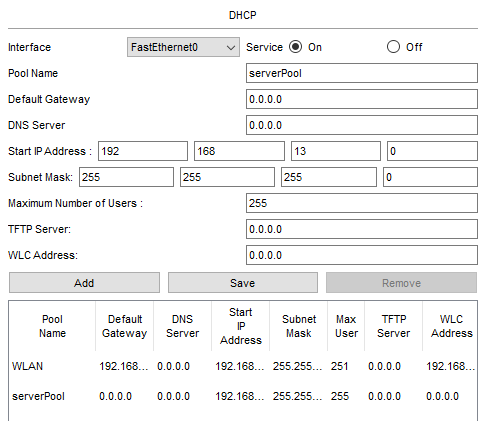 DHCP
Interface FastEthernet0 Service On Off
Pool Name serverPool
Default Gateway 0.0.0.0
DNS Server 0.0.0.0
Start IP Address : 192 168 13 0
Subnet Mask: 255 255 255 0
Maximum Number of Users : 255
TFTP Server: 0.0.0.0
WLC Address: 0.0.0.0
Add Save Remove
Pool Name Default Gateway DNS Server Start IP Address Subnet Mask Max User TFTP Server WLC Address
WLAN 192.168... 0.0.0.0 192.168... 255.255... 251 0.0.0.0 192.168...
serverPool 0.0.0.0 0.0.0.0 192.168... 255.255... 255 0.0.0.0 0.0.0.0